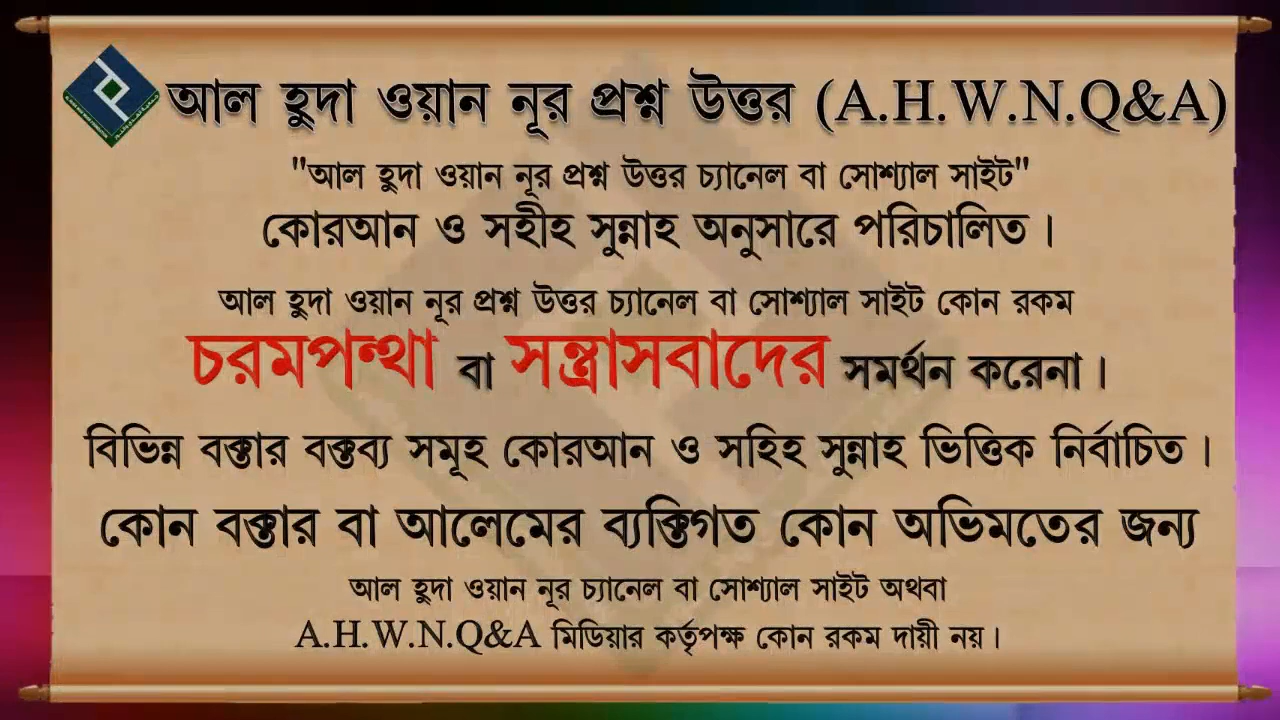 আল হুদা ওয়ান নূর প্রশ্ন উত্তর (A.H.W.N.Q&A)
"আল হুদা ওয়ান নূর প্রশ্ন উত্তর চ্যানেল বা সোশ্যাল সাইট"
কোরআন ও সহীহ সুন্নাহ অনুসারে পরিচালিত।
আল হুদা ওয়ান নূর প্রশ্ন উত্তর চ্যানেল বা সোশ্যাল সাইট কোন রকম
চরমপন্থা বা সন্ত্রাসবাদের সমর্থন করেনা।
বিভিন্ন বক্তার বক্তব্য সমূহ কোরআন ও সহিহ সুন্নাহ ভিত্তিক নির্বাচিত।
কোন বক্তার বা আলেমের ব্যক্তিগত কোন অভিমতের জন্য
আল হুদা ওয়ান নূর চ্যানেল বা সোশ্যাল সাইট অথবা
A.H.W.N.Q&A মিডিয়ার কর্তৃপক্ষ কোন রকম দায়ী নয়।